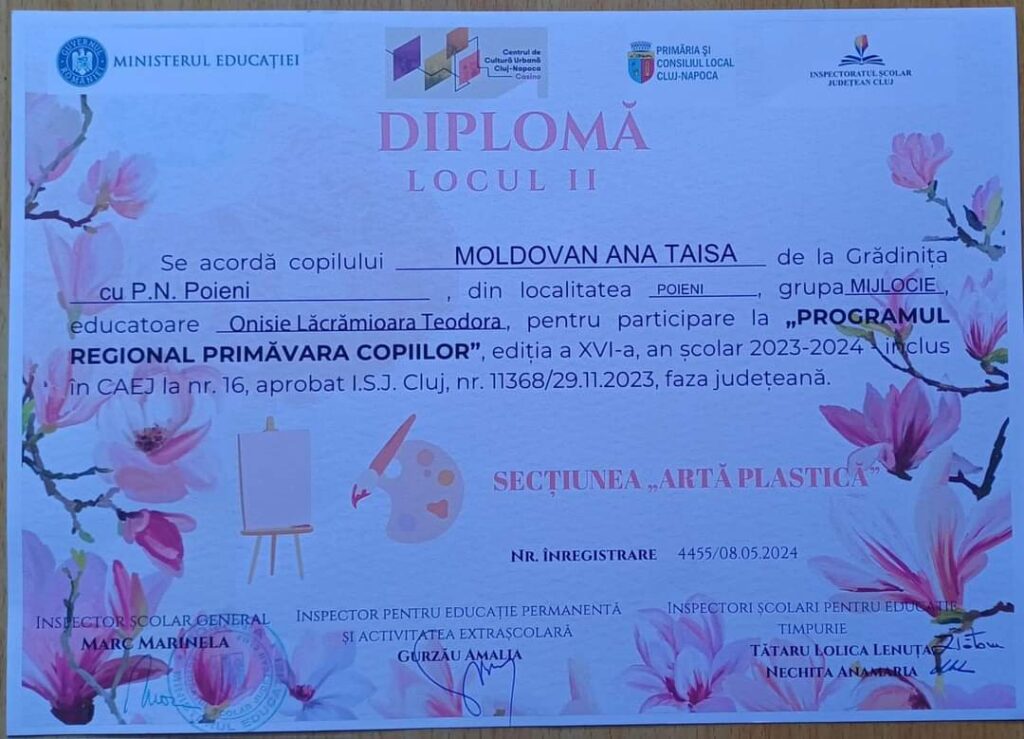 MINISTERUL EDUCAȚIEI
Centrul de
Cultură Urbană
Cluj-Napoca
Casino
PRIMĂRIA ȘI
CONSILIUL LOCAL
CLUJ-NAPOCA
INSPECTORATUL ȘCOLAR
JUDEȚEAN CLUJ
DIPLOMĂ
LOCUL II
Se acordă copilului MOLDOVAN ANA TAISA de la Grădinița
cu P.N. Poieni, din localitatea POIENI, grupa MIJLOCIE,
educatoare Onisie Lăcrămioara Teodora, pentru participare la „PROGRAMUL
REGIONAL PRIMĂVARA COPIILOR”, ediția a XVI-a, an școlar 2023-2024 - inclus
în CAEJ la nr. 16, aprobat I.S.J. Cluj, nr. 11368/29.11.2023, faza județeană.
SECȚIUNEA „ARTĂ PLASTICĂ”
NR. ÎNREGISTRARE 4455/08.05.2024
INSPECTOR ȘCOLAR GENERAL
MARC MARINELA
INSPECTOR PENTRU EDUCAȚIE PERMANENTĂ
ȘI ACTIVITATEA EXTRAȘCOLARĂ
GURZĂU AMALIA
INSPECTORI ȘCOLARI PENTRU EDUCAȚIE
TIMPURIE
TĂTARU LOLICA LENUȚA
NECHITA ANAMARIA